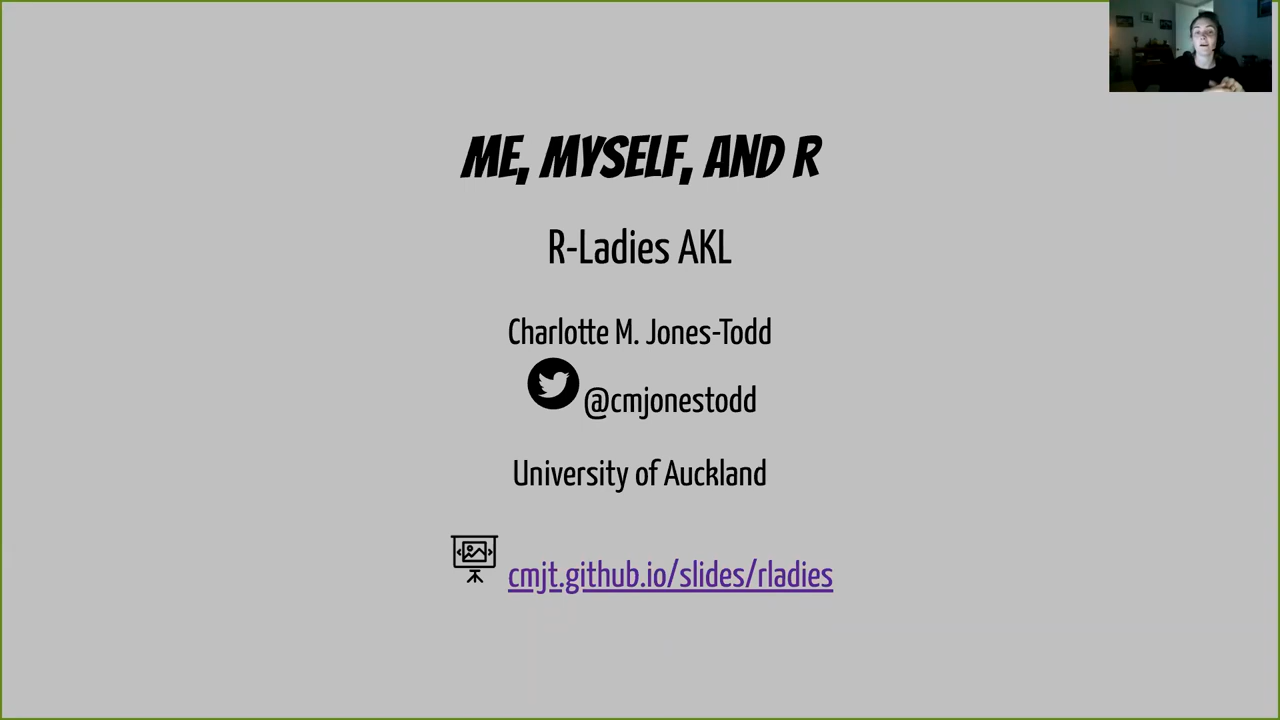 ME, MYSELF, AND R
R-Ladies AKL
Charlotte M. Jones-Todd
@cmjonestodd
University of Auckland
cmjt.github.io/slides/rladies